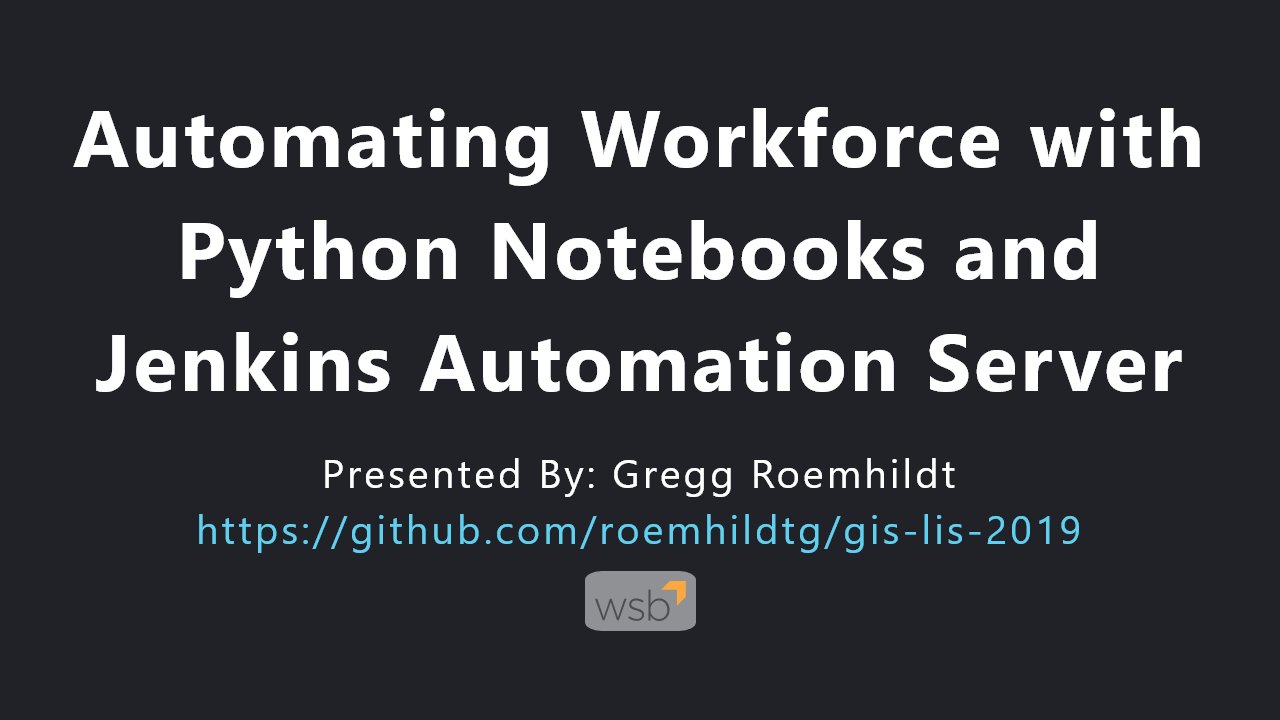 Automating Workforce with
Python Notebooks and
Jenkins Automation Server
Presented By: Gregg Roemhildt
https://github.com/roemhildtg/gis-lis-2019
wsb